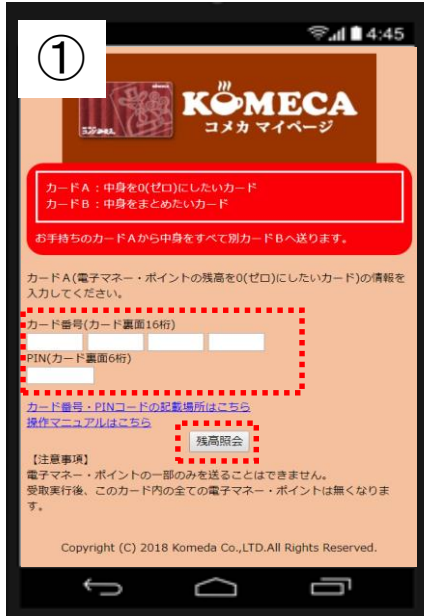 ①
4:45
KOMECA
コメカ マイページ
カードA:中身を0(ゼロ)にしたいカード
カードB:中身をまとめたいカード
お手持ちのカードAから中身をすべて別カードBへ送ります。
カードA(電子マネー・ポイントの残高を0(ゼロ)にしたいカード)の情報を
入力してください。
カード番号(カード裏面16桁)
PIN(カード裏面6桁)
カード番号・PINコードの記載場所はこちら
操作マニュアルはこちら
残高照会
【注意事項】
電子マネー・ポイントの一部のみを送ることはできません。
受取実行後、このカード内の全ての電子マネー・ポイントは無くなりま
す。
Copyright (C) 2018 Komeda Co.,LTD.All Rights Reserved.